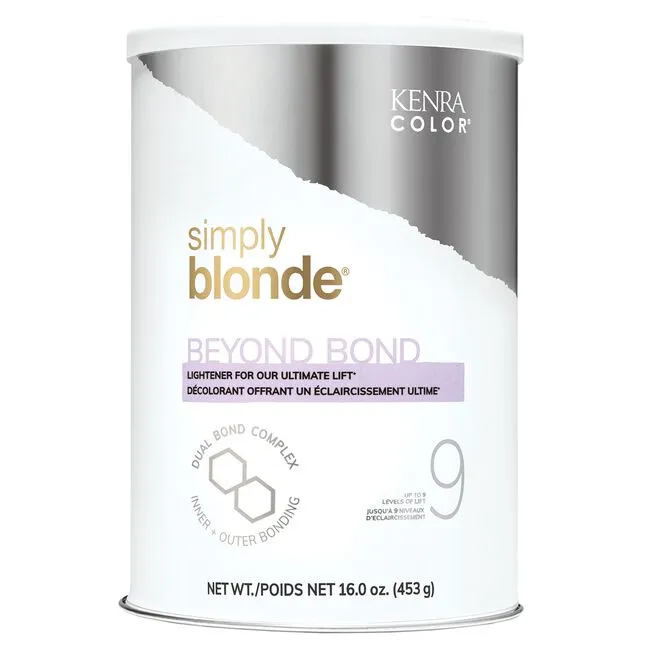 KENRA
COLOR®
simply
blonde®
BEYOND BOND
LIGHTENER FOR OUR ULTIMATE LIFT*
DÉCOLORANT OFFRANT UN ÉCLAIRCISSEMENT ULTIME*
DUAL BOND COMPLEX
INNER + OUTER BONDING
9
UP TO 9
LEVELS OF LIFT
JUSQU'A 9 NIVEAUX
D'ECLAIRCISSEMENT
NET WT./POIDS NET 16.0 oz. (453 g)